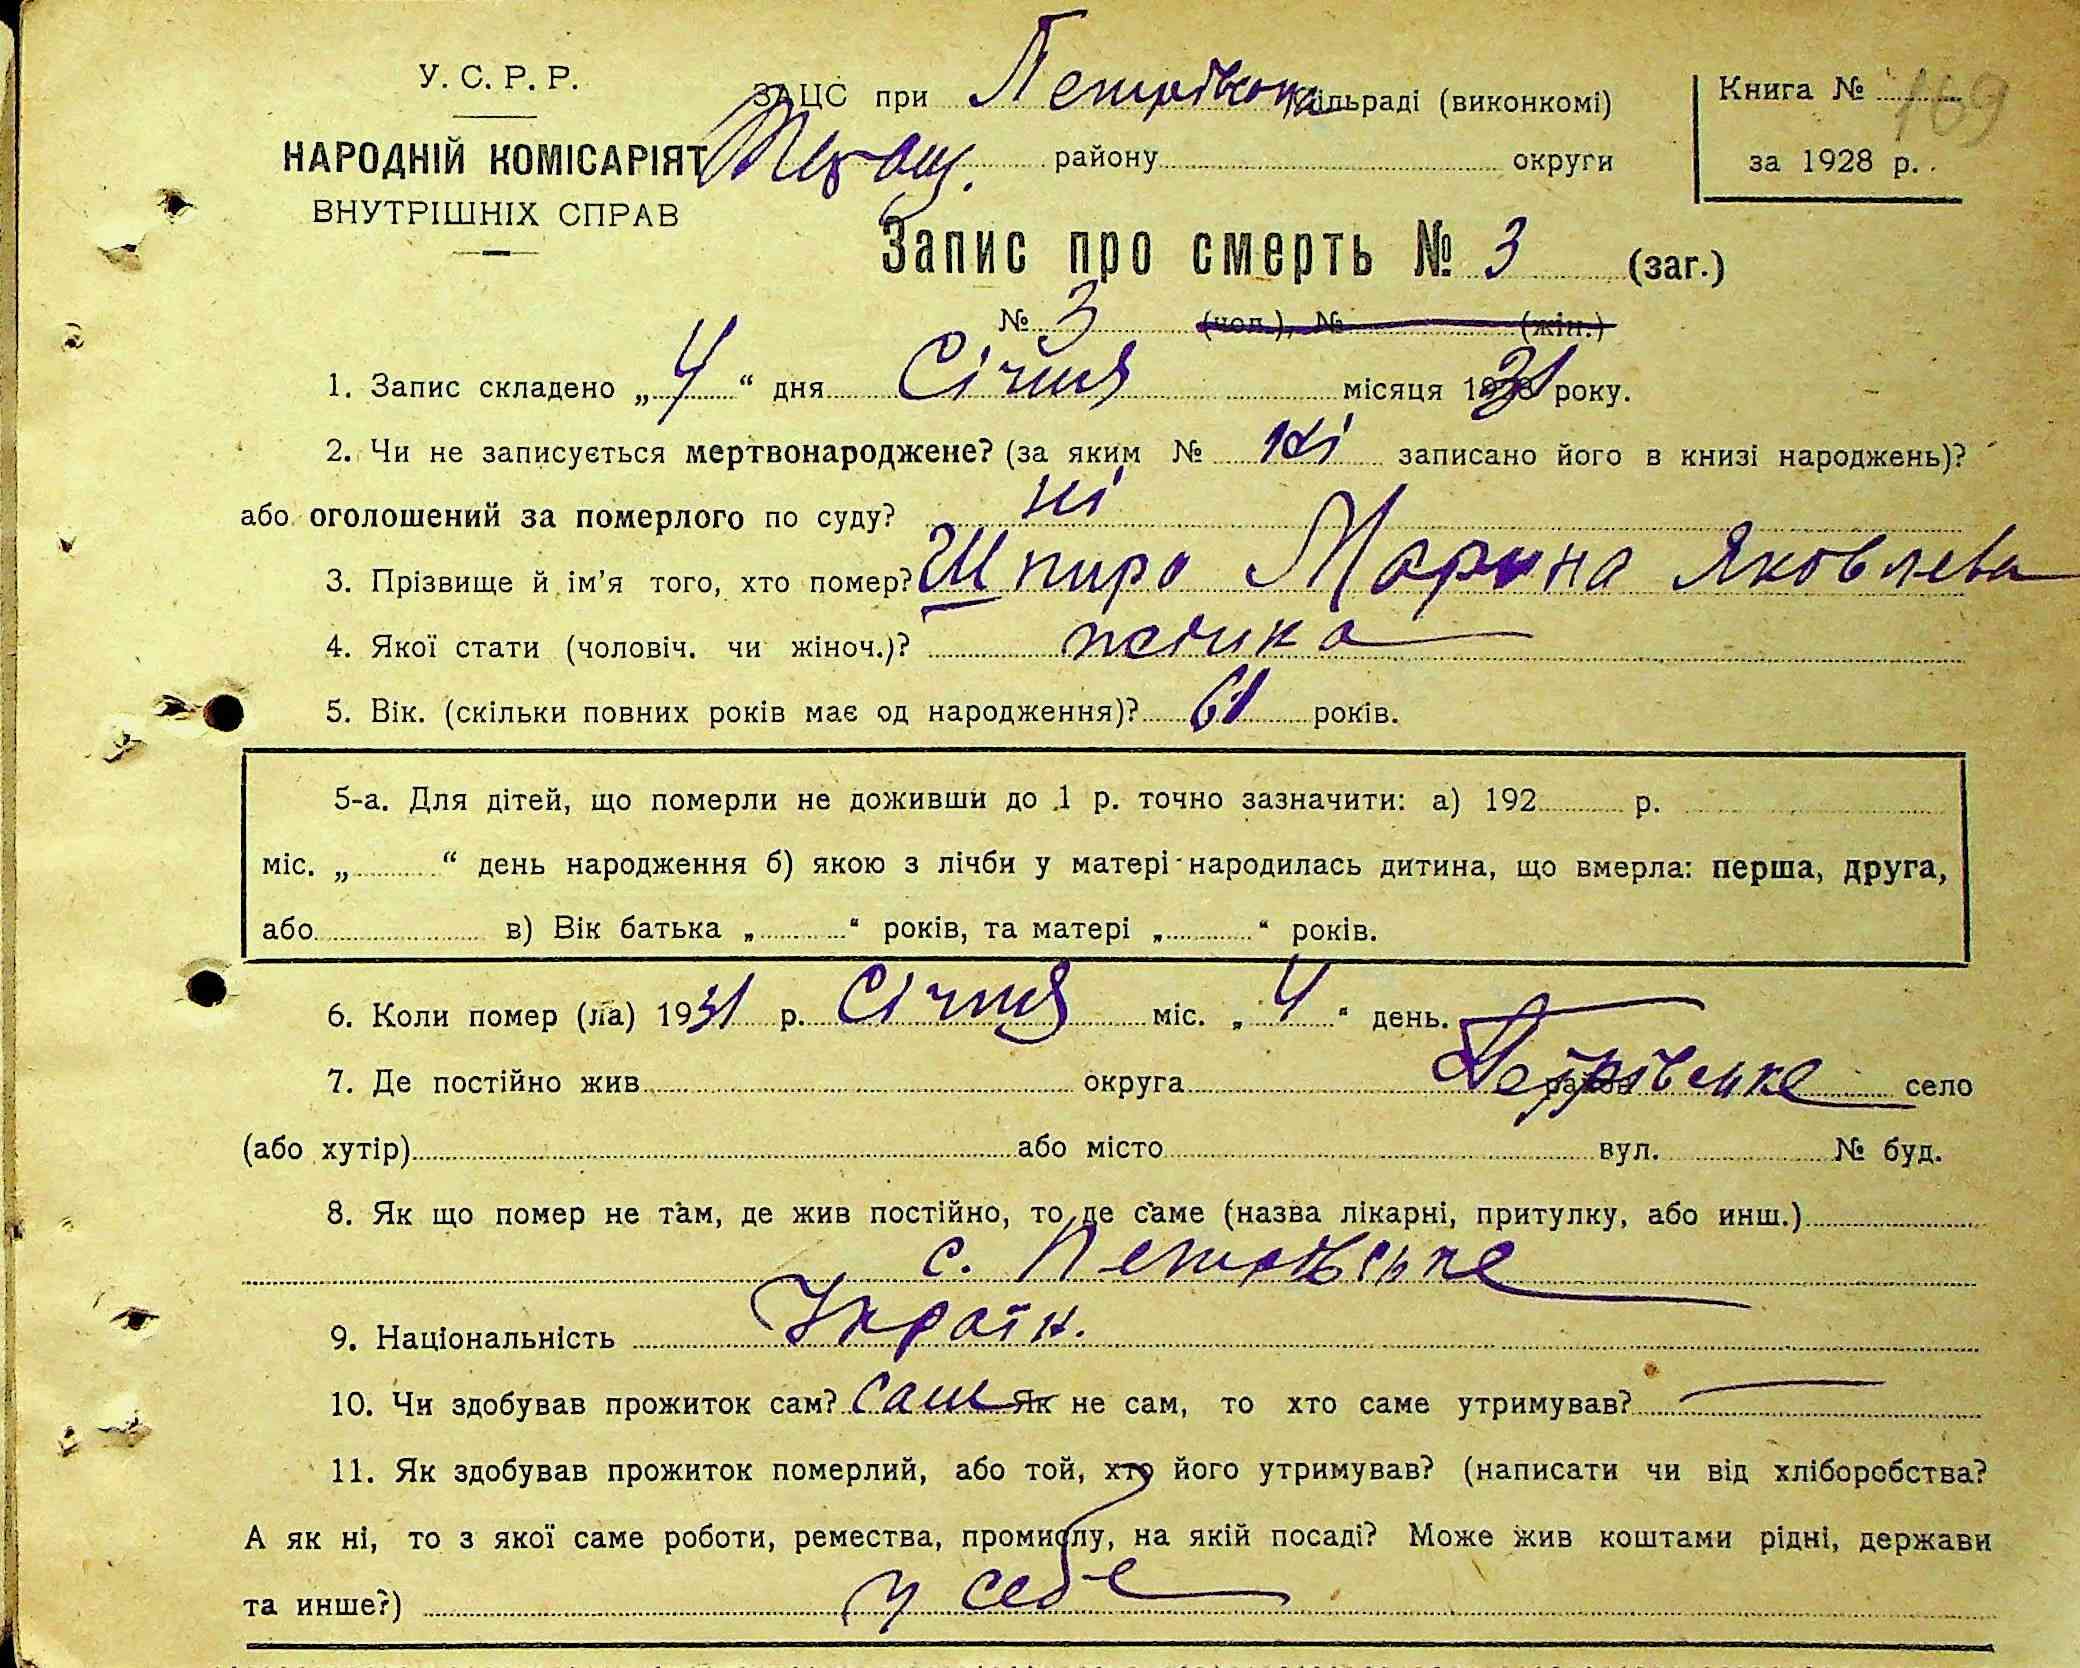 У. С. Р. Р.
НАРОДНІЙ КОМІСАРІЯТ
ВНУТРІШНІХ СПРАВ
ЗАЦС при Петрівська сільраді (виконкомі)
району округи
Книга № 169
за 1928 р.
Запис про смерть № 3 (заг.)
№ 3 (чол.), № (жін.)
1. Запис складено „ 4 “ дня Січня місяця 1931 року.
2. Чи не записується мертвонароджене? (за яким № ні записано його в книзі народжень)?
або оголошений за померлого по суду? ні
3. Прізвище й ім’я того, хто помер? Шпиро Марина Яковлева
4. Якої стати (чоловіч. чи жіноч.)? жінка
5. Вік. (скільки повних років має од народження)? 61 років.
5-а. Для дітей, що померли не доживши до 1 р. точно зазначити: а) 192 р.
міс. „ “ день народження б) якою з лічби у матері народилась дитина, що вмерла: перша, друга,
або в) Вік батька „ “ років, та матері „ “ років.
6. Коли помер (ла) 1931 р. Січня міс. „ 4 “ день.
7. Де постійно жив округа район Петрівське село
(або хутір) або місто вул. № буд.
8. Як що помер не там, де жив постійно, то де саме (назва лікарні, притулку, або инш.)
с. Петрівське
9. Національність Україн.
10. Чи здобував прожиток сам? сам Як не сам, то хто саме утримував? —
11. Як здобував прожиток померлий, або той, хто його утримував? (написати чи від хліборобства?
А як ні, то з якої саме роботи, ремества, промислу, на якій посаді? Може жив коштами рідні, держави
та инше?) у себе